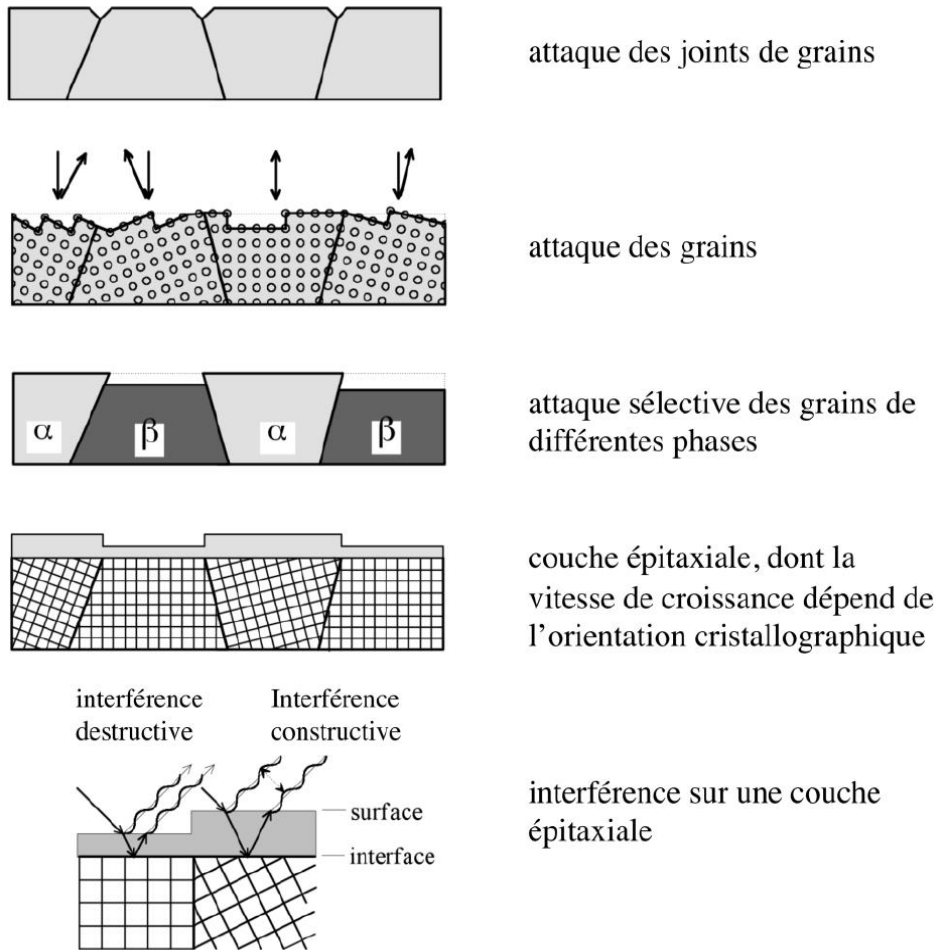 attaque des joints de grains
attaque des grains
α
β
α
β
attaque sélective des grains de
différentes phases
couche épitaxiale, dont la
vitesse de croissance dépend de
l'orientation cristallographique
interférence
destructive
Interférence
constructive
surface
interface
interférence sur une couche
épitaxiale